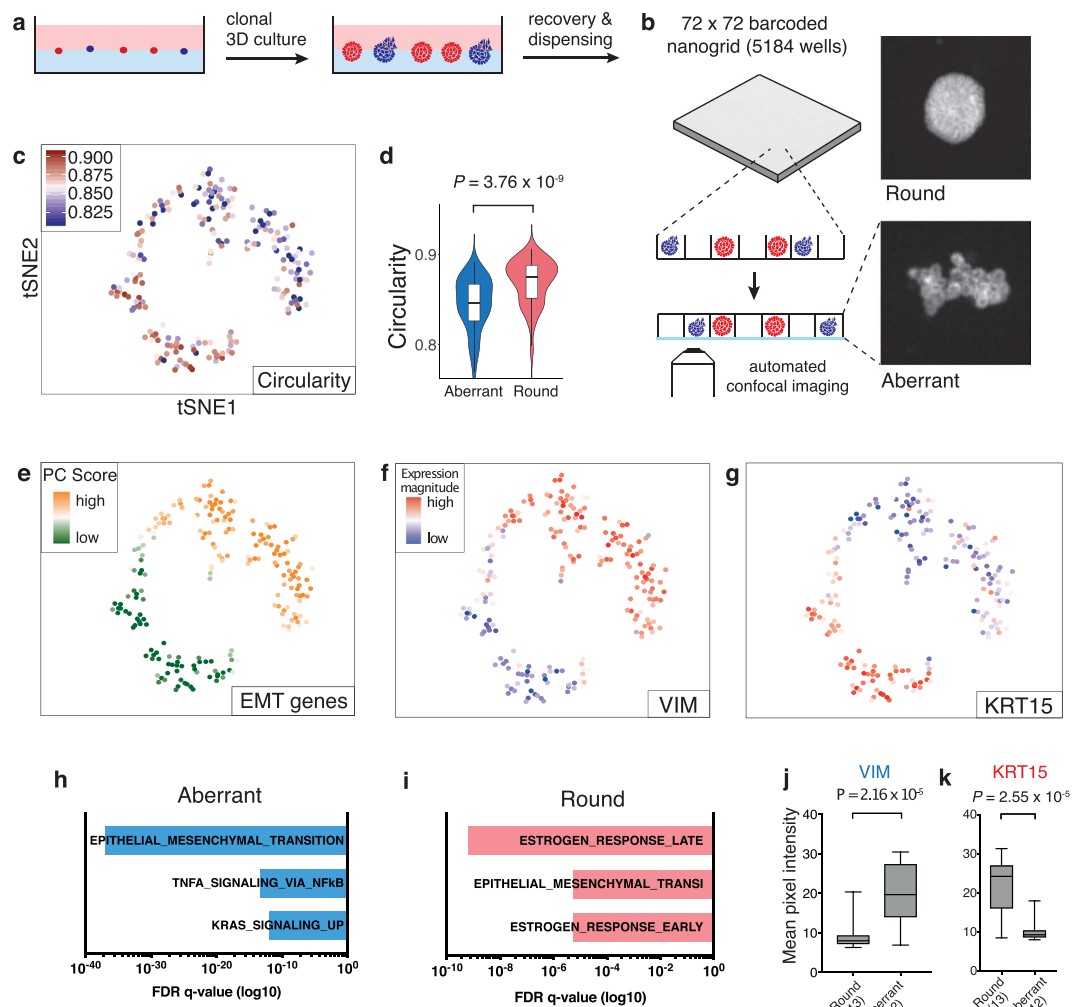 a
clonal
3D culture
recovery &
dispensing
b
72 x 72 barcoded
nanogrid (5184 wells)
Round
Aberrant
automated
confocal imaging
c
0.900
0.875
0.850
0.825
tSNE2
tSNE1
Circularity
d
P = 3.76 x 10-9
Circularity
0.9
0.8
Aberrant
Round
e
PC Score
high
low
EMT genes
f
Expression
magnitude
high
low
VIM
g
KRT15
h
Aberrant
EPITHELIAL_MESENCHYMAL_TRANSITION
TNFA_SIGNALING_VIA_NFkB
KRAS_SIGNALING_UP
10-40
10-30
10-20
10-10
100
FDR q-value (log10)
i
Round
ESTROGEN_RESPONSE_LATE
EPITHELIAL_MESENCHYMAL_TRANSI
ESTROGEN_RESPONSE_EARLY
10-10
10-8
10-6
10-4
10-2
100
FDR q-value (log10)
j
VIM
P = 2.16 x 10-5
Mean pixel intensity
40
30
20
10
0
Round
Aberrant
k
KRT15
P = 2.55 x 10-5
40
30
20
10
0
Round